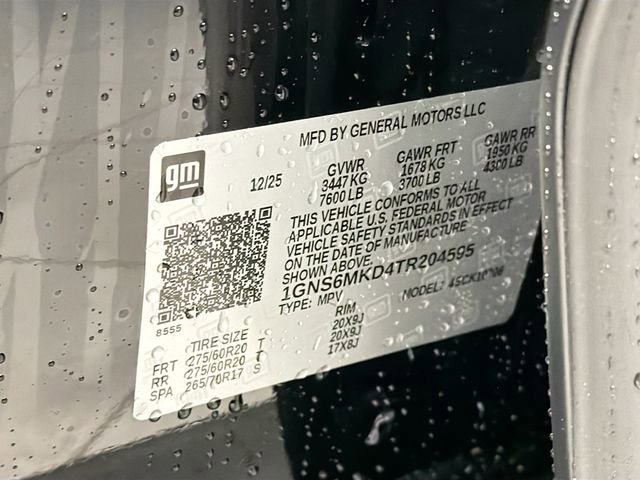 MFD BY GENERAL MOTORS LLC
gm
12/25
GVWR GAWR FRT GAWR RR
3447 KG 1678 KG 1950 KG
7600 LB 3700 LB 4300 LB
THIS VEHICLE CONFORMS TO ALL
APPLICABLE U.S. FEDERAL MOTOR
VEHICLE SAFETY STANDARDS IN EFFECT
ON THE DATE OF MANUFACTURE
SHOWN ABOVE.
1GNS6MKD4TR204595
TYPE: MPV MODEL:
8555
TIRE SIZE RIM
FRT 275/60R20 T 20X9J
RR 275/60R20 T 20X9J
SPA 265/70R17 S 17X8J